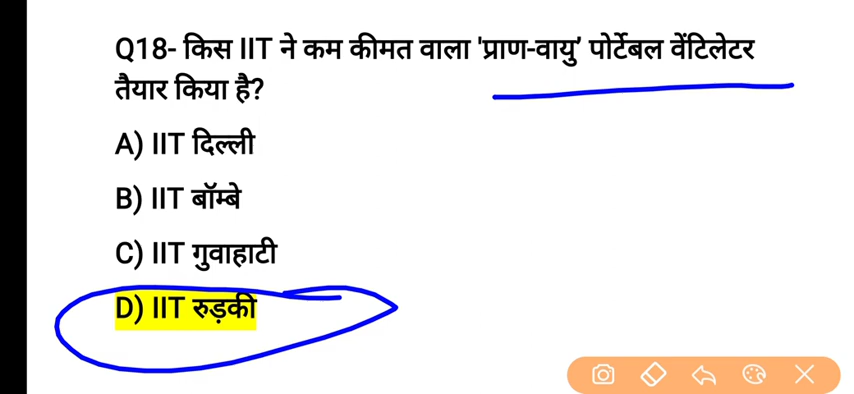 Q18- किस IIT ने कम कीमत वाला 'प्राण-वायु’ पोर्टेबल वेंटिलेटर
तैयार किया है?
A) IIT दिल्ली
B) IIT बॉम्बे
C) IIT गुवाहाटी
D) IIT रुड़की